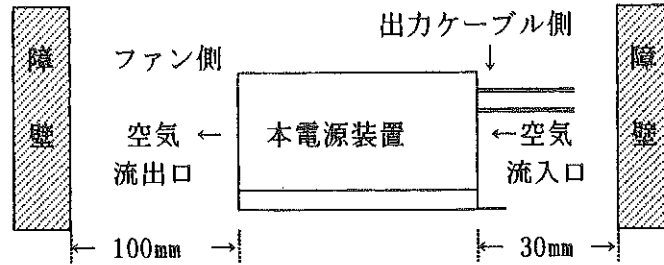 出力ケーブル側
障壁
ファン側
↓
障壁
空気
流出口
←
本電源装置
←空気
流入口
← 100mm →
← 30mm →